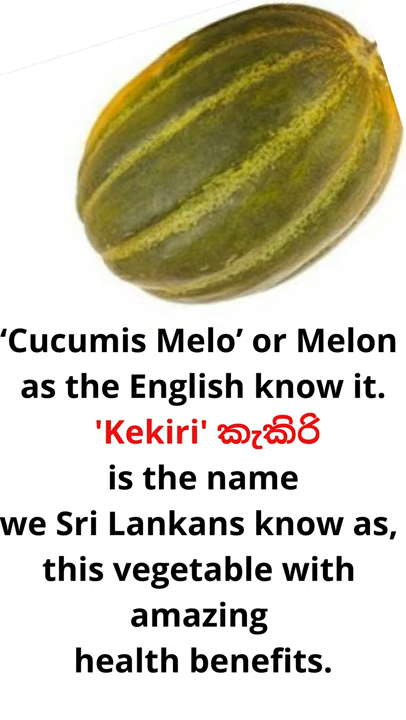 ‘Cucumis Melo’ or Melon
as the English know it.
'Kekiri' කැකිරි
is the name
we Sri Lankans know as,
this vegetable with
amazing
health benefits.